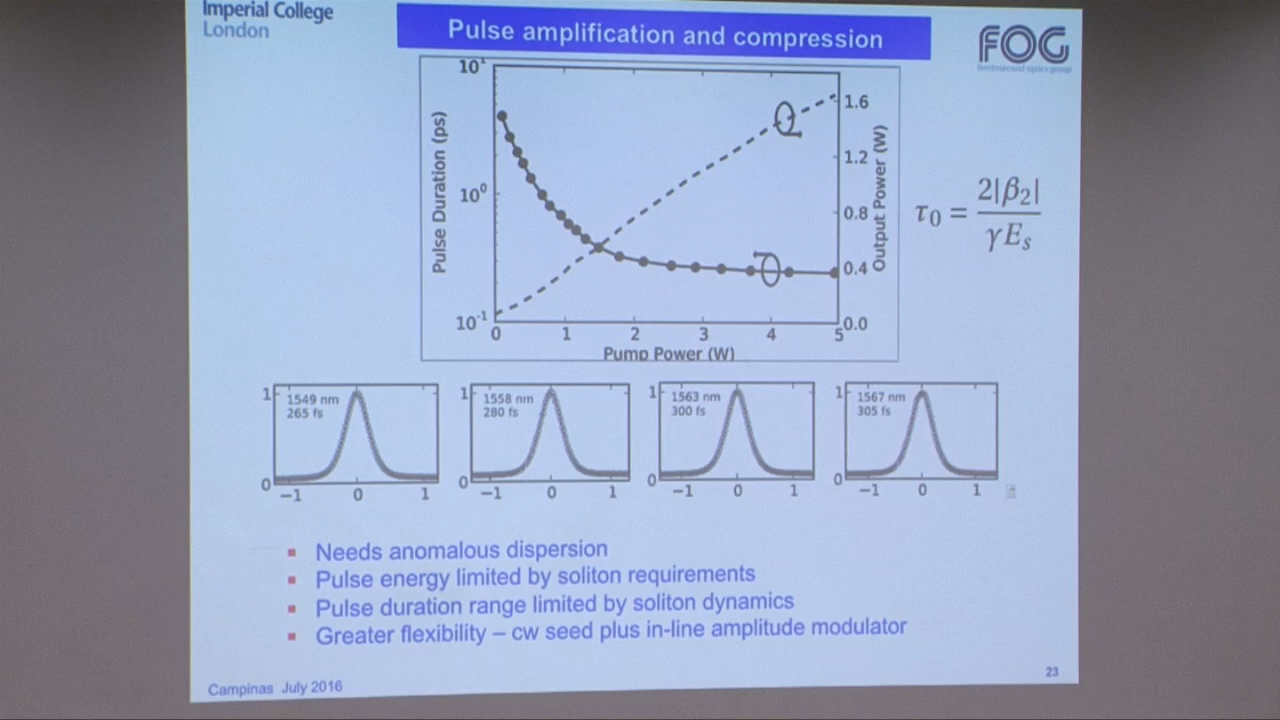 Imperial College
London
Pulse amplification and compression
FOG
femtosecond optics group
10¹
10⁰
10⁻¹
Pulse Duration (ps)
1.6
1.2
0.8
0.4
0.0
Output Power (W)
0 1 2 3 4 5
Pump Power (W)
τ₀ = 2|β₂| / γEₛ
1 1549 nm
265 fs
0
−1 0 1
1 1558 nm
280 fs
0
−1 0 1
1 1563 nm
300 fs
0
−1 0 1
1 1567 nm
305 fs
0
−1 0 1
▪ Needs anomalous dispersion
▪ Pulse energy limited by soliton requirements
▪ Pulse duration range limited by soliton dynamics
▪ Greater flexibility – cw seed plus in-line amplitude modulator
Campinas July 2016
23